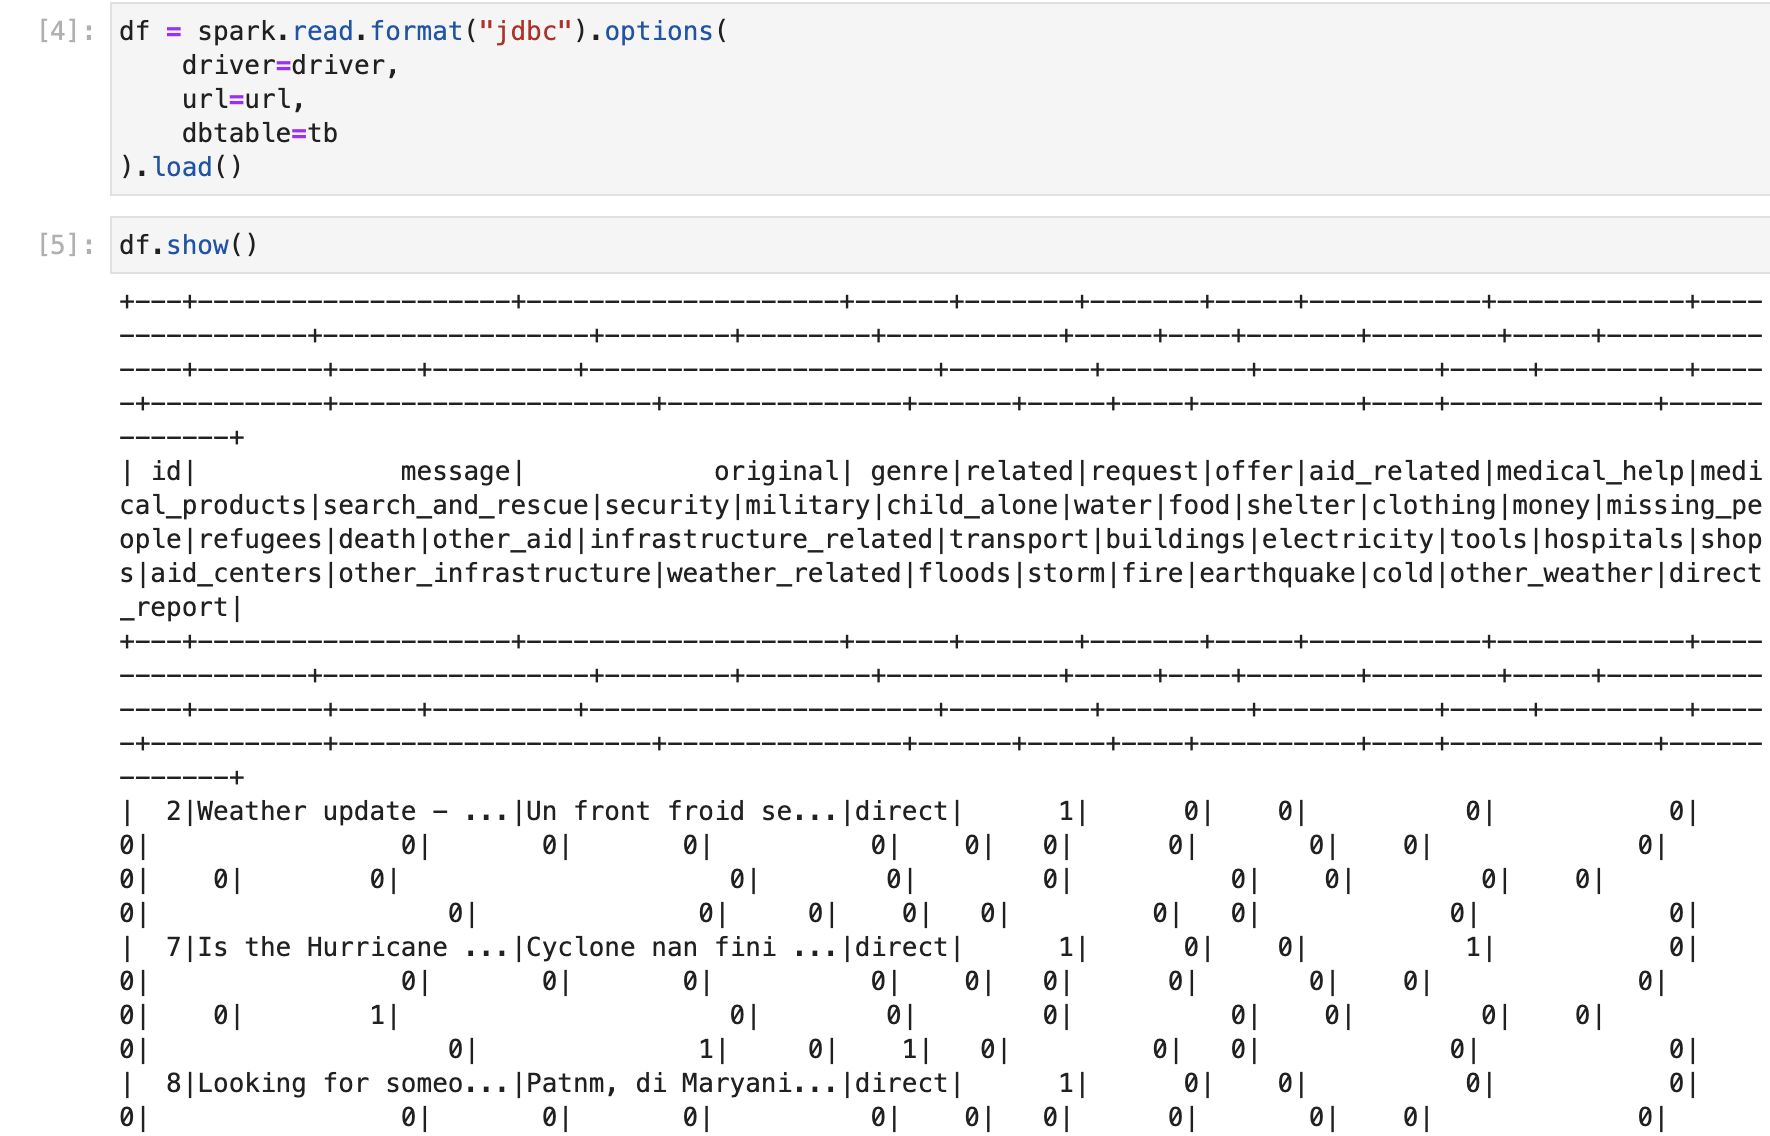 [4]: df = spark.read.format("jdbc").options(
    driver=driver,
    url=url,
    dbtable=tb
).load()
[5]: df.show()
+---+--------------------+--------------------+------+-------+-------+-----+-----------+------------+----
------------+-----------------+--------+--------+-----------+-----+----+-------+--------+-----+----------
----+--------+-----+---------+----------------------+---------+---------+-----------+-----+---------+----
-+-----------+--------------------+---------------+------+-----+----+----------+----+-------------+------
-------+
| id|             message|            original| genre|related|request|offer|aid_related|medical_help|medi
cal_products|search_and_rescue|security|military|child_alone|water|food|shelter|clothing|money|missing_pe
ople|refugees|death|other_aid|infrastructure_related|transport|buildings|electricity|tools|hospitals|shop
s|aid_centers|other_infrastructure|weather_related|floods|storm|fire|earthquake|cold|other_weather|direct
_report|
+---+--------------------+--------------------+------+-------+-------+-----+-----------+------------+----
------------+-----------------+--------+--------+-----------+-----+----+-------+--------+-----+----------
----+--------+-----+---------+----------------------+---------+---------+-----------+-----+---------+----
-+-----------+--------------------+---------------+------+-----+----+----------+----+-------------+------
-------+
|  2|Weather update - ...|Un front froid se...|direct|      1|      0|    0|          0|           0|
0|                0|       0|       0|          0|    0|   0|      0|       0|    0|             0|
0|    0|        0|                     0|        0|        0|          0|    0|        0|    0|
0|                   0|              0|     0|    0|   0|         0|   0|            0|            0|
|  7|Is the Hurricane ...|Cyclone nan fini ...|direct|      1|      0|    0|          1|           0|
0|                0|       0|       0|          0|    0|   0|      0|       0|    0|             0|
0|    0|        1|                     0|        0|        0|          0|    0|        0|    0|
0|                   0|              1|     0|    1|   0|         0|   0|            0|            0|
|  8|Looking for someo...|Patnm, di Maryani...|direct|      1|      0|    0|          0|           0|
0|                0|       0|       0|          0|    0|   0|      0|       0|    0|             0|